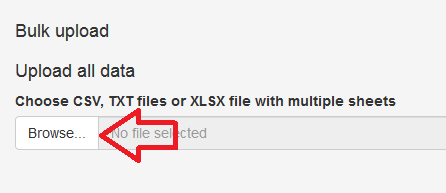 Bulk upload
Upload all data
Choose CSV, TXT files or XLSX file with multiple sheets
Browse... No file selected